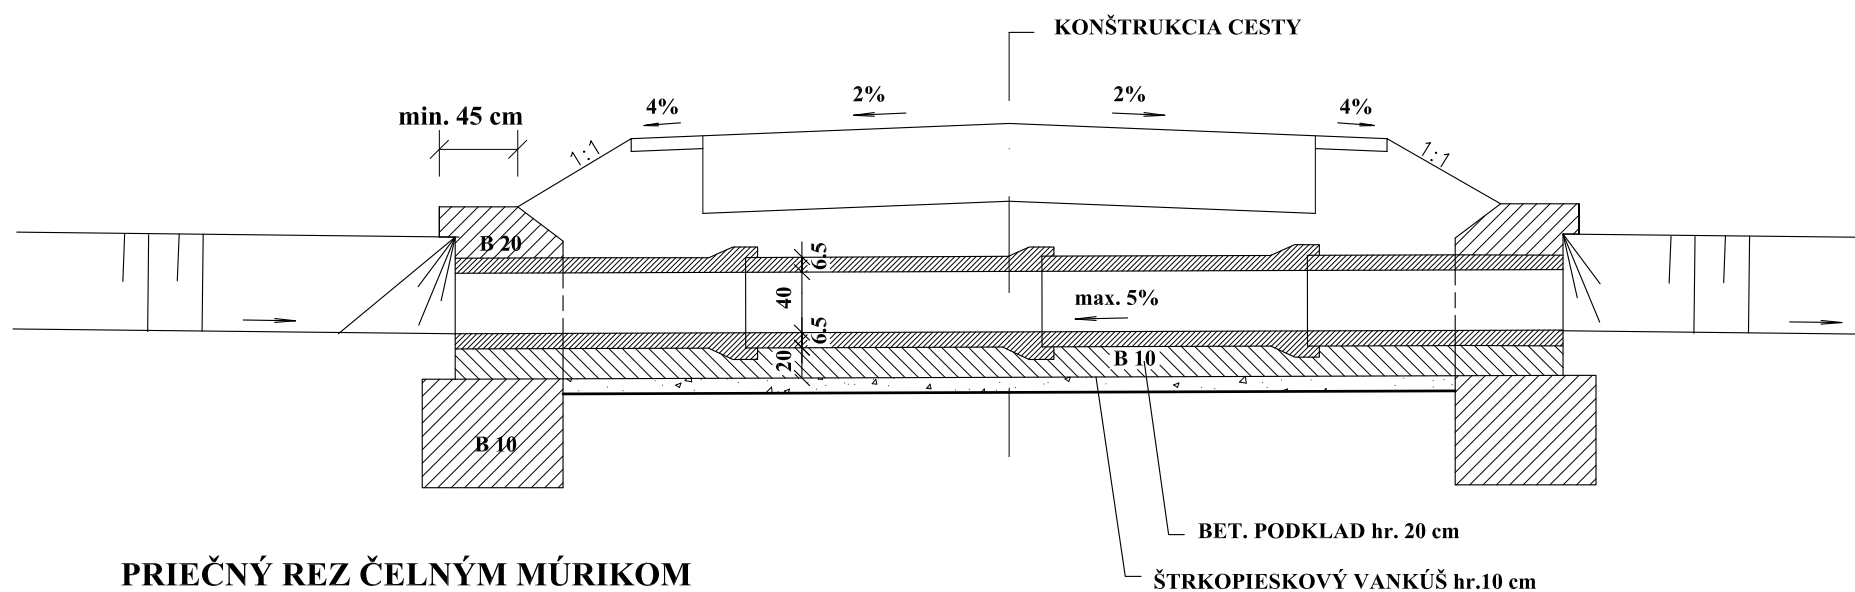 KONŠTRUKCIA CESTY
min. 45 cm
4%
2%
2%
4%
1:1
1:1
B 20
6.5
40
6.5
20
max. 5%
B 10
B 10
BET. PODKLAD hr. 20 cm
ŠTRKOPIESKOVÝ VANKÚŠ hr.10 cm
PRIEČNÝ REZ ČELNÝM MÚRIKOM